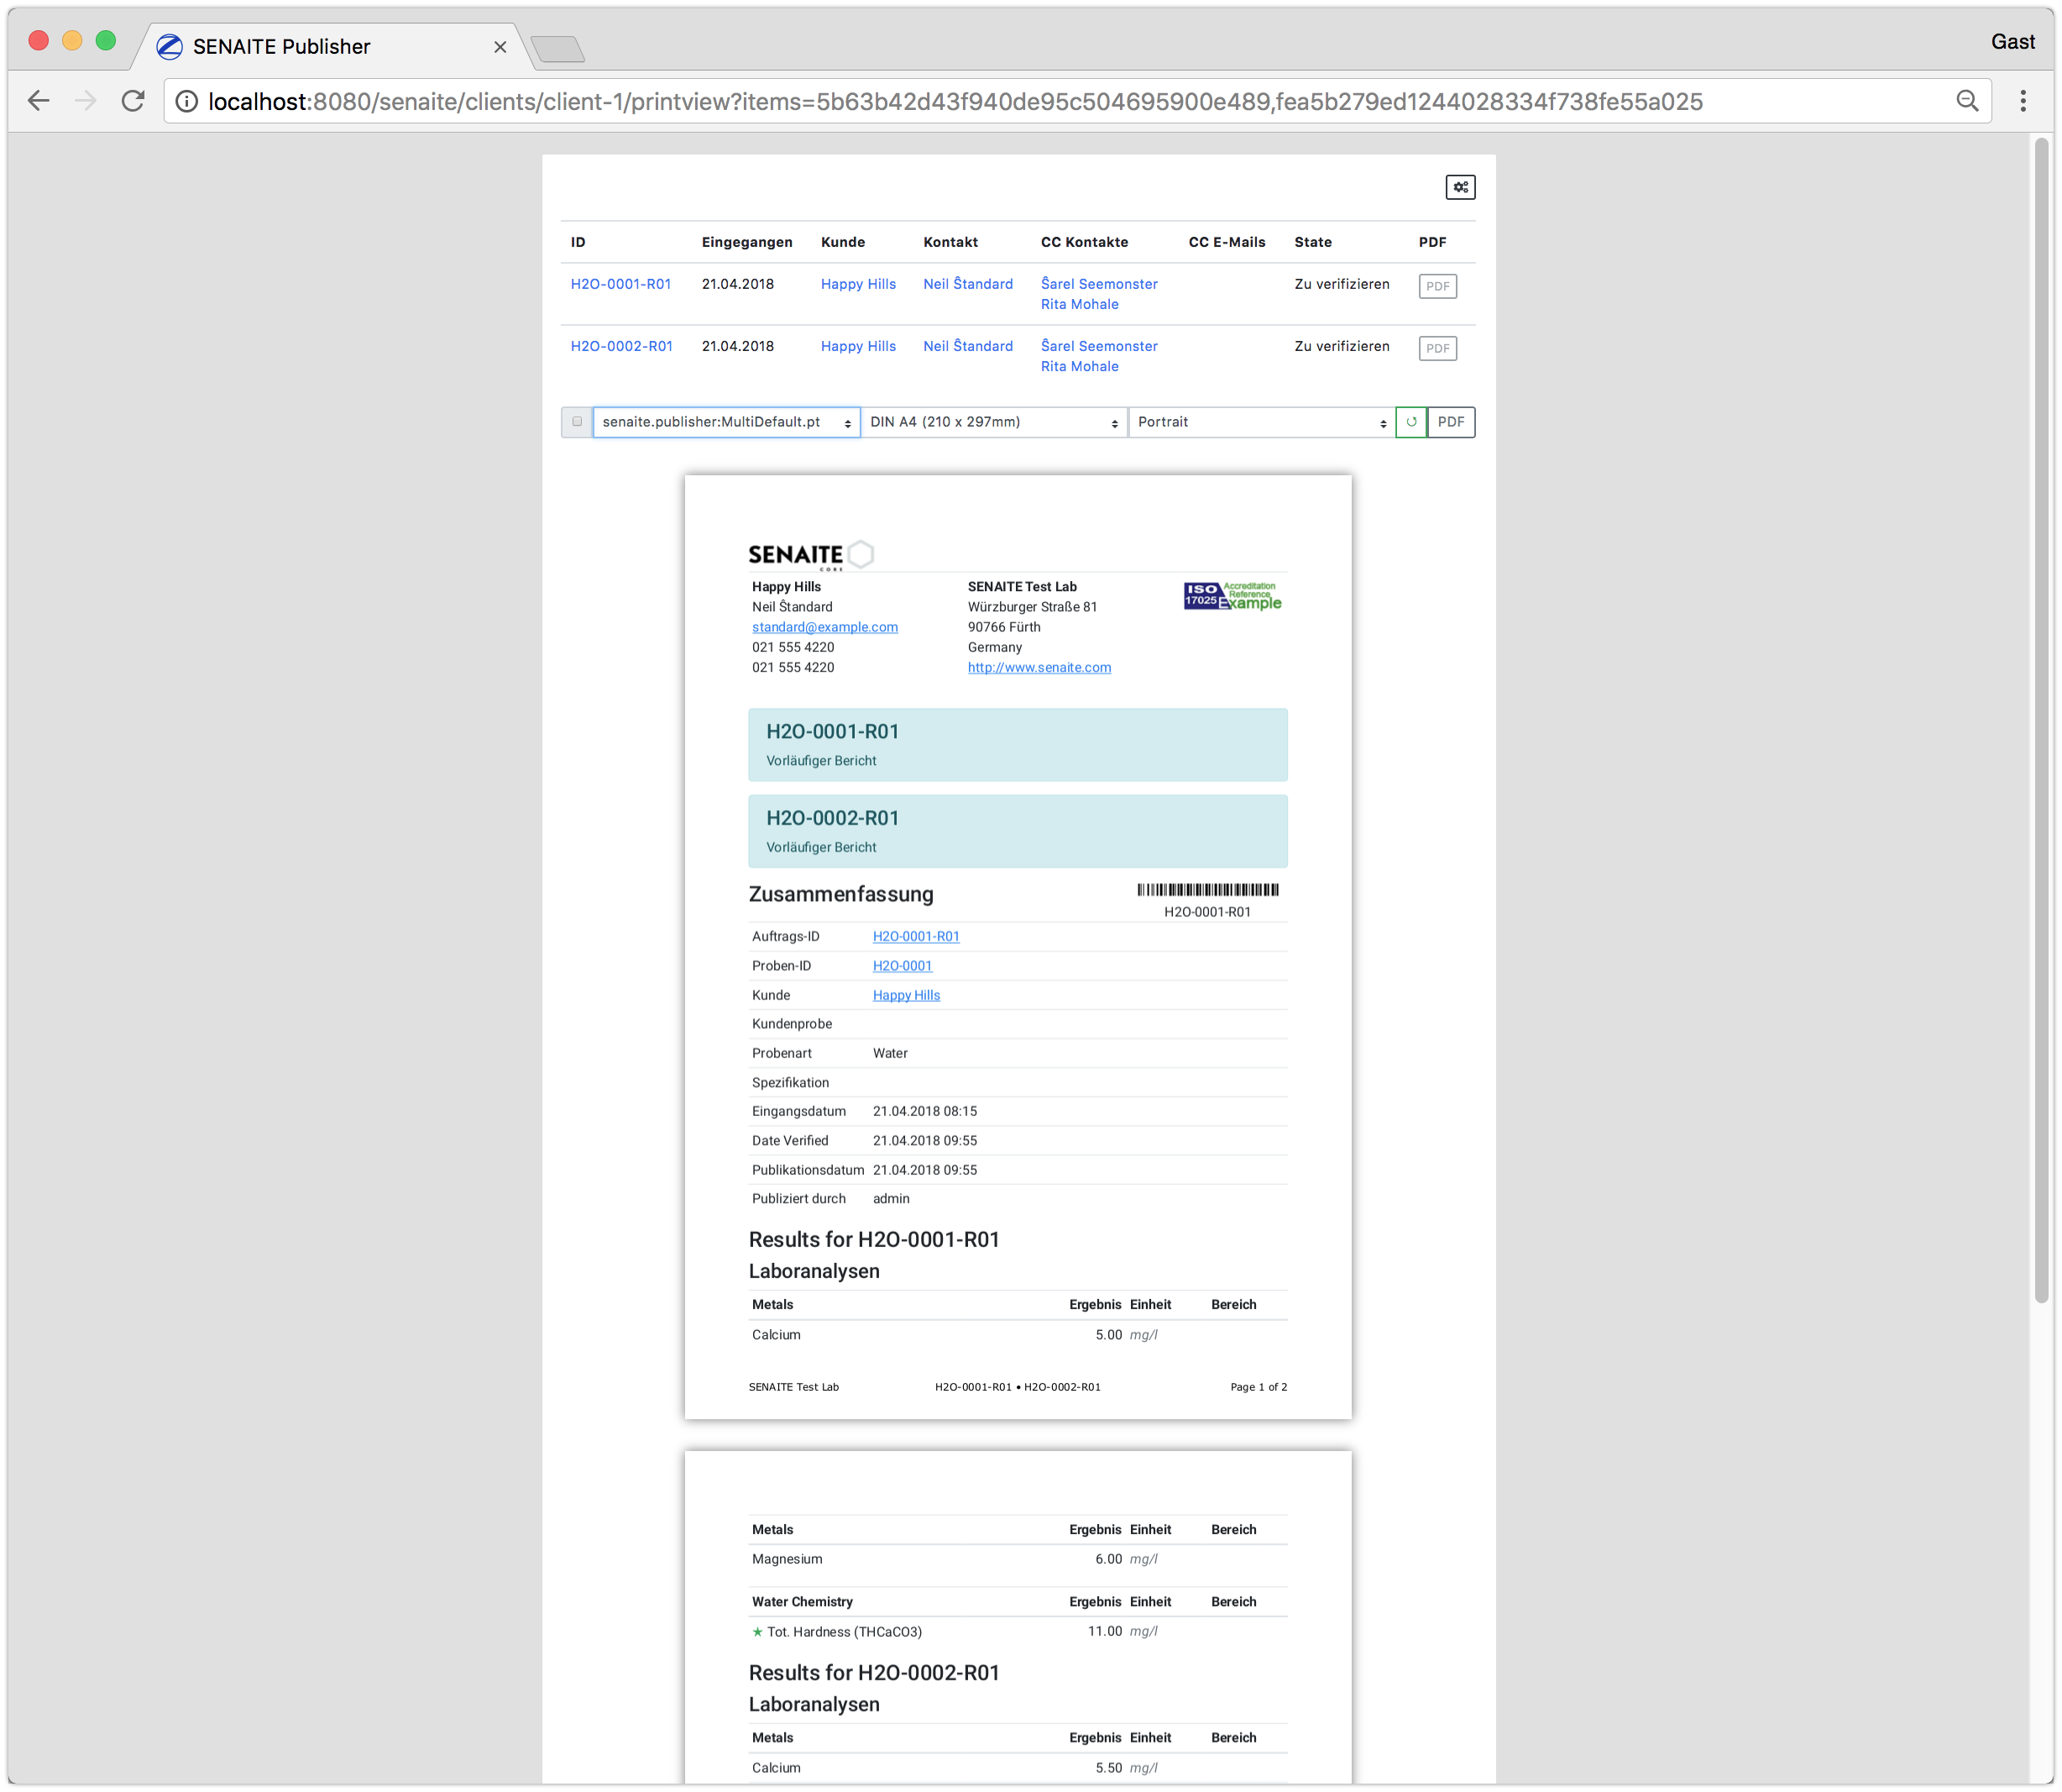 SENAITE Publisher
Gast
localhost:8080/senaite/clients/client-1/printview?items=5b63b42d43f940de95c504695900e489,fea5b279ed1244028334f738fe55a025
ID Eingegangen Kunde Kontakt CC Kontakte CC E-Mails State PDF
H2O-0001-R01 21.04.2018 Happy Hills Neil Ŝtandard Ŝarel Seemonster Zu verifizieren PDF
Rita Mohale
H2O-0002-R01 21.04.2018 Happy Hills Neil Ŝtandard Ŝarel Seemonster Zu verifizieren PDF
Rita Mohale
senaite.publisher:MultiDefault.pt DIN A4 (210 x 297mm) Portrait PDF
SENAITE
CORE
Happy Hills SENAITE Test Lab
Neil Ŝtandard Würzburger Straße 81
standard@example.com 90766 Fürth
021 555 4220 Germany
021 555 4220 http://www.senaite.com
ISO Accreditation
Reference
17025 Example
H2O-0001-R01
Vorläufiger Bericht
H2O-0002-R01
Vorläufiger Bericht
Zusammenfassung
H2O-0001-R01
Auftrags-ID H2O-0001-R01
Proben-ID H2O-0001
Kunde Happy Hills
Kundenprobe
Probenart Water
Spezifikation
Eingangsdatum 21.04.2018 08:15
Date Verified 21.04.2018 09:55
Publikationsdatum 21.04.2018 09:55
Publiziert durch admin
Results for H2O-0001-R01
Laboranalysen
Metals Ergebnis Einheit Bereich
Calcium 5.00 mg/l
SENAITE Test Lab H2O-0001-R01 • H2O-0002-R01 Page 1 of 2
Metals Ergebnis Einheit Bereich
Magnesium 6.00 mg/l
Water Chemistry Ergebnis Einheit Bereich
★ Tot. Hardness (THCaCO3) 11.00 mg/l
Results for H2O-0002-R01
Laboranalysen
Metals Ergebnis Einheit Bereich
Calcium 5.50 mg/l